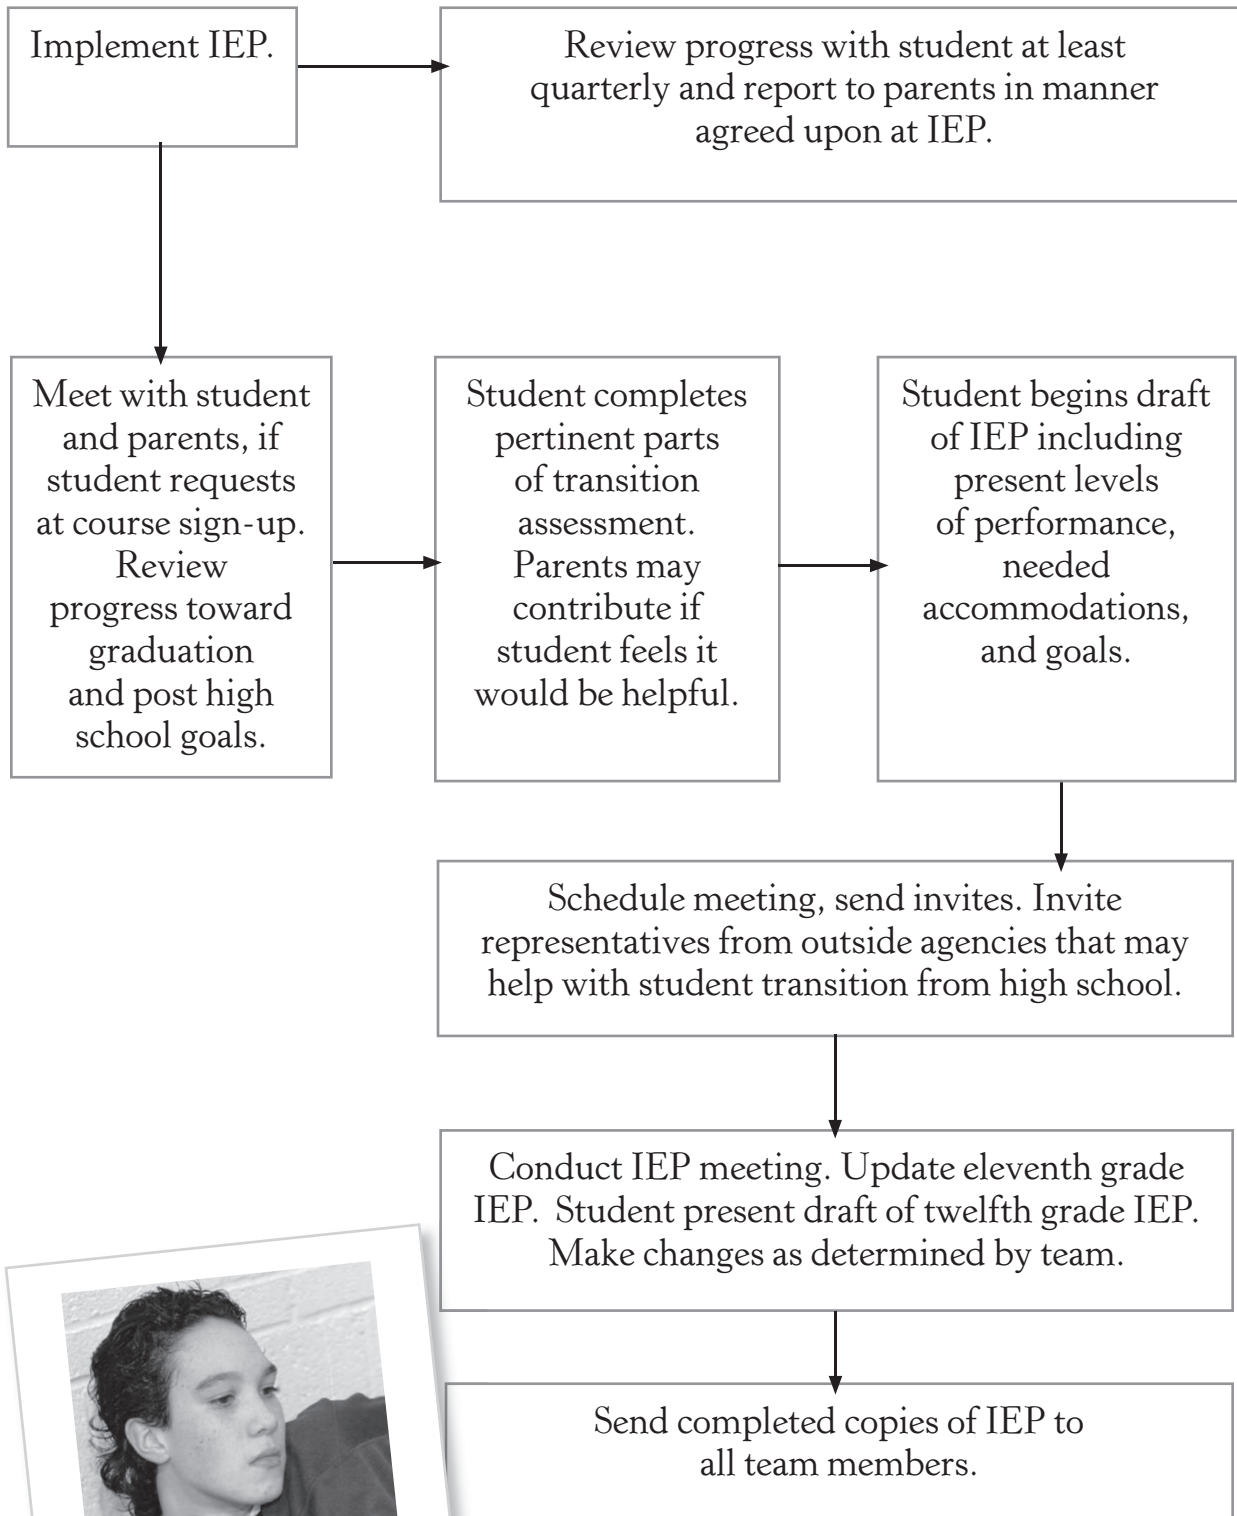 Implement IEP.
Review progress with student at least
quarterly and report to parents in manner
agreed upon at IEP.
Meet with student
and parents, if
student requests
at course sign-up.
Review
progress toward
graduation
and post high
school goals.
Student completes
pertinent parts
of transition
assessment.
Parents may
contribute if
student feels it
would be helpful.
Student begins draft
of IEP including
present levels
of performance,
needed
accommodations,
and goals.
Schedule meeting, send invites. Invite
representatives from outside agencies that may
help with student transition from high school.
Conduct IEP meeting. Update eleventh grade
IEP.  Student present draft of twelfth grade IEP.
Make changes as determined by team.
Send completed copies of IEP to
all team members.